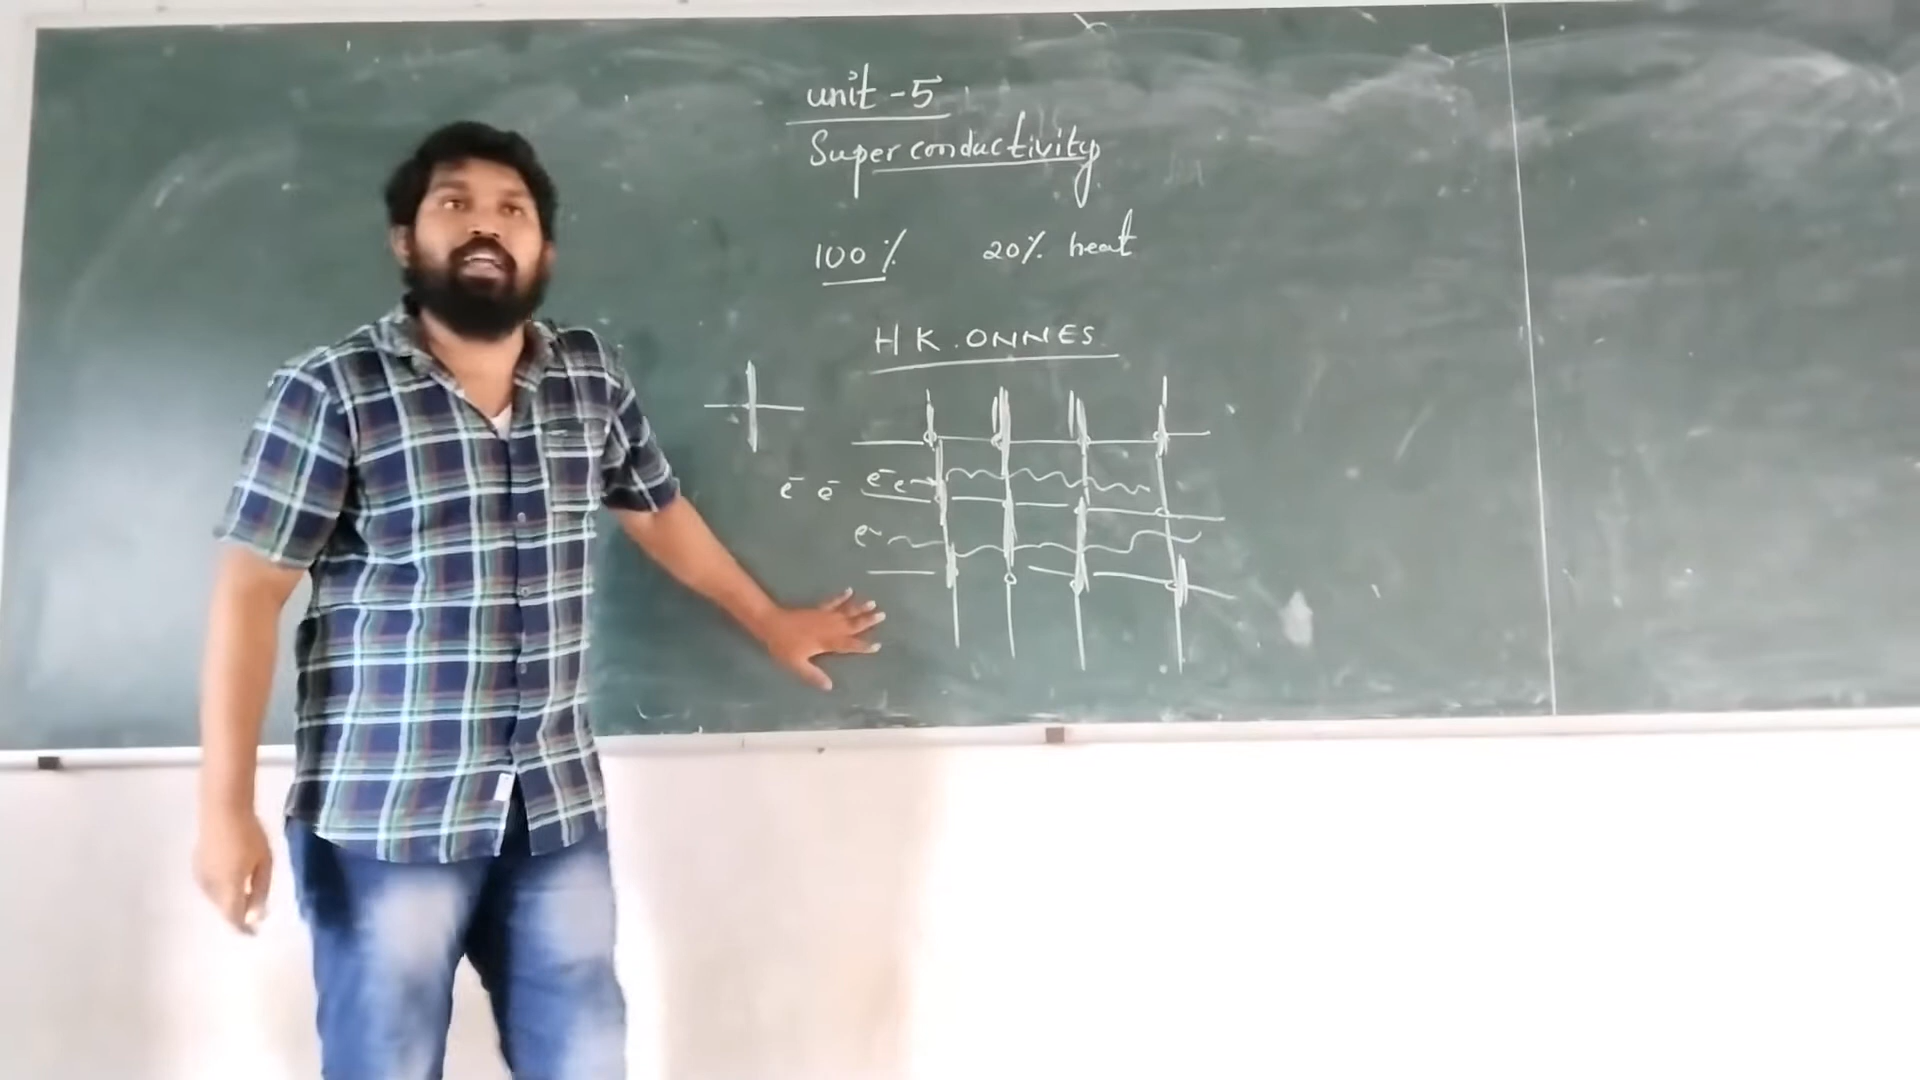 unit - 5
Super conductivity
100 % 20% heat
H K. ONNES
e⁻ e⁻ e⁻ e⁻
e⁻